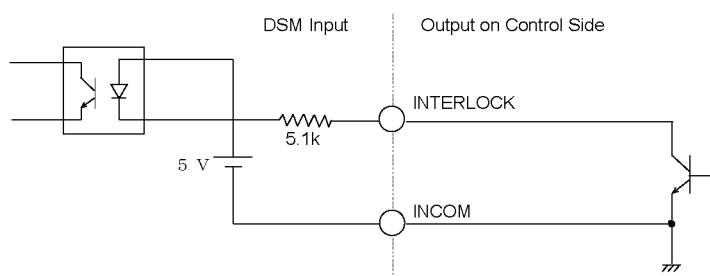 DSM Input
Output on Control Side
INTERLOCK
5.1k
5 V
INCOM